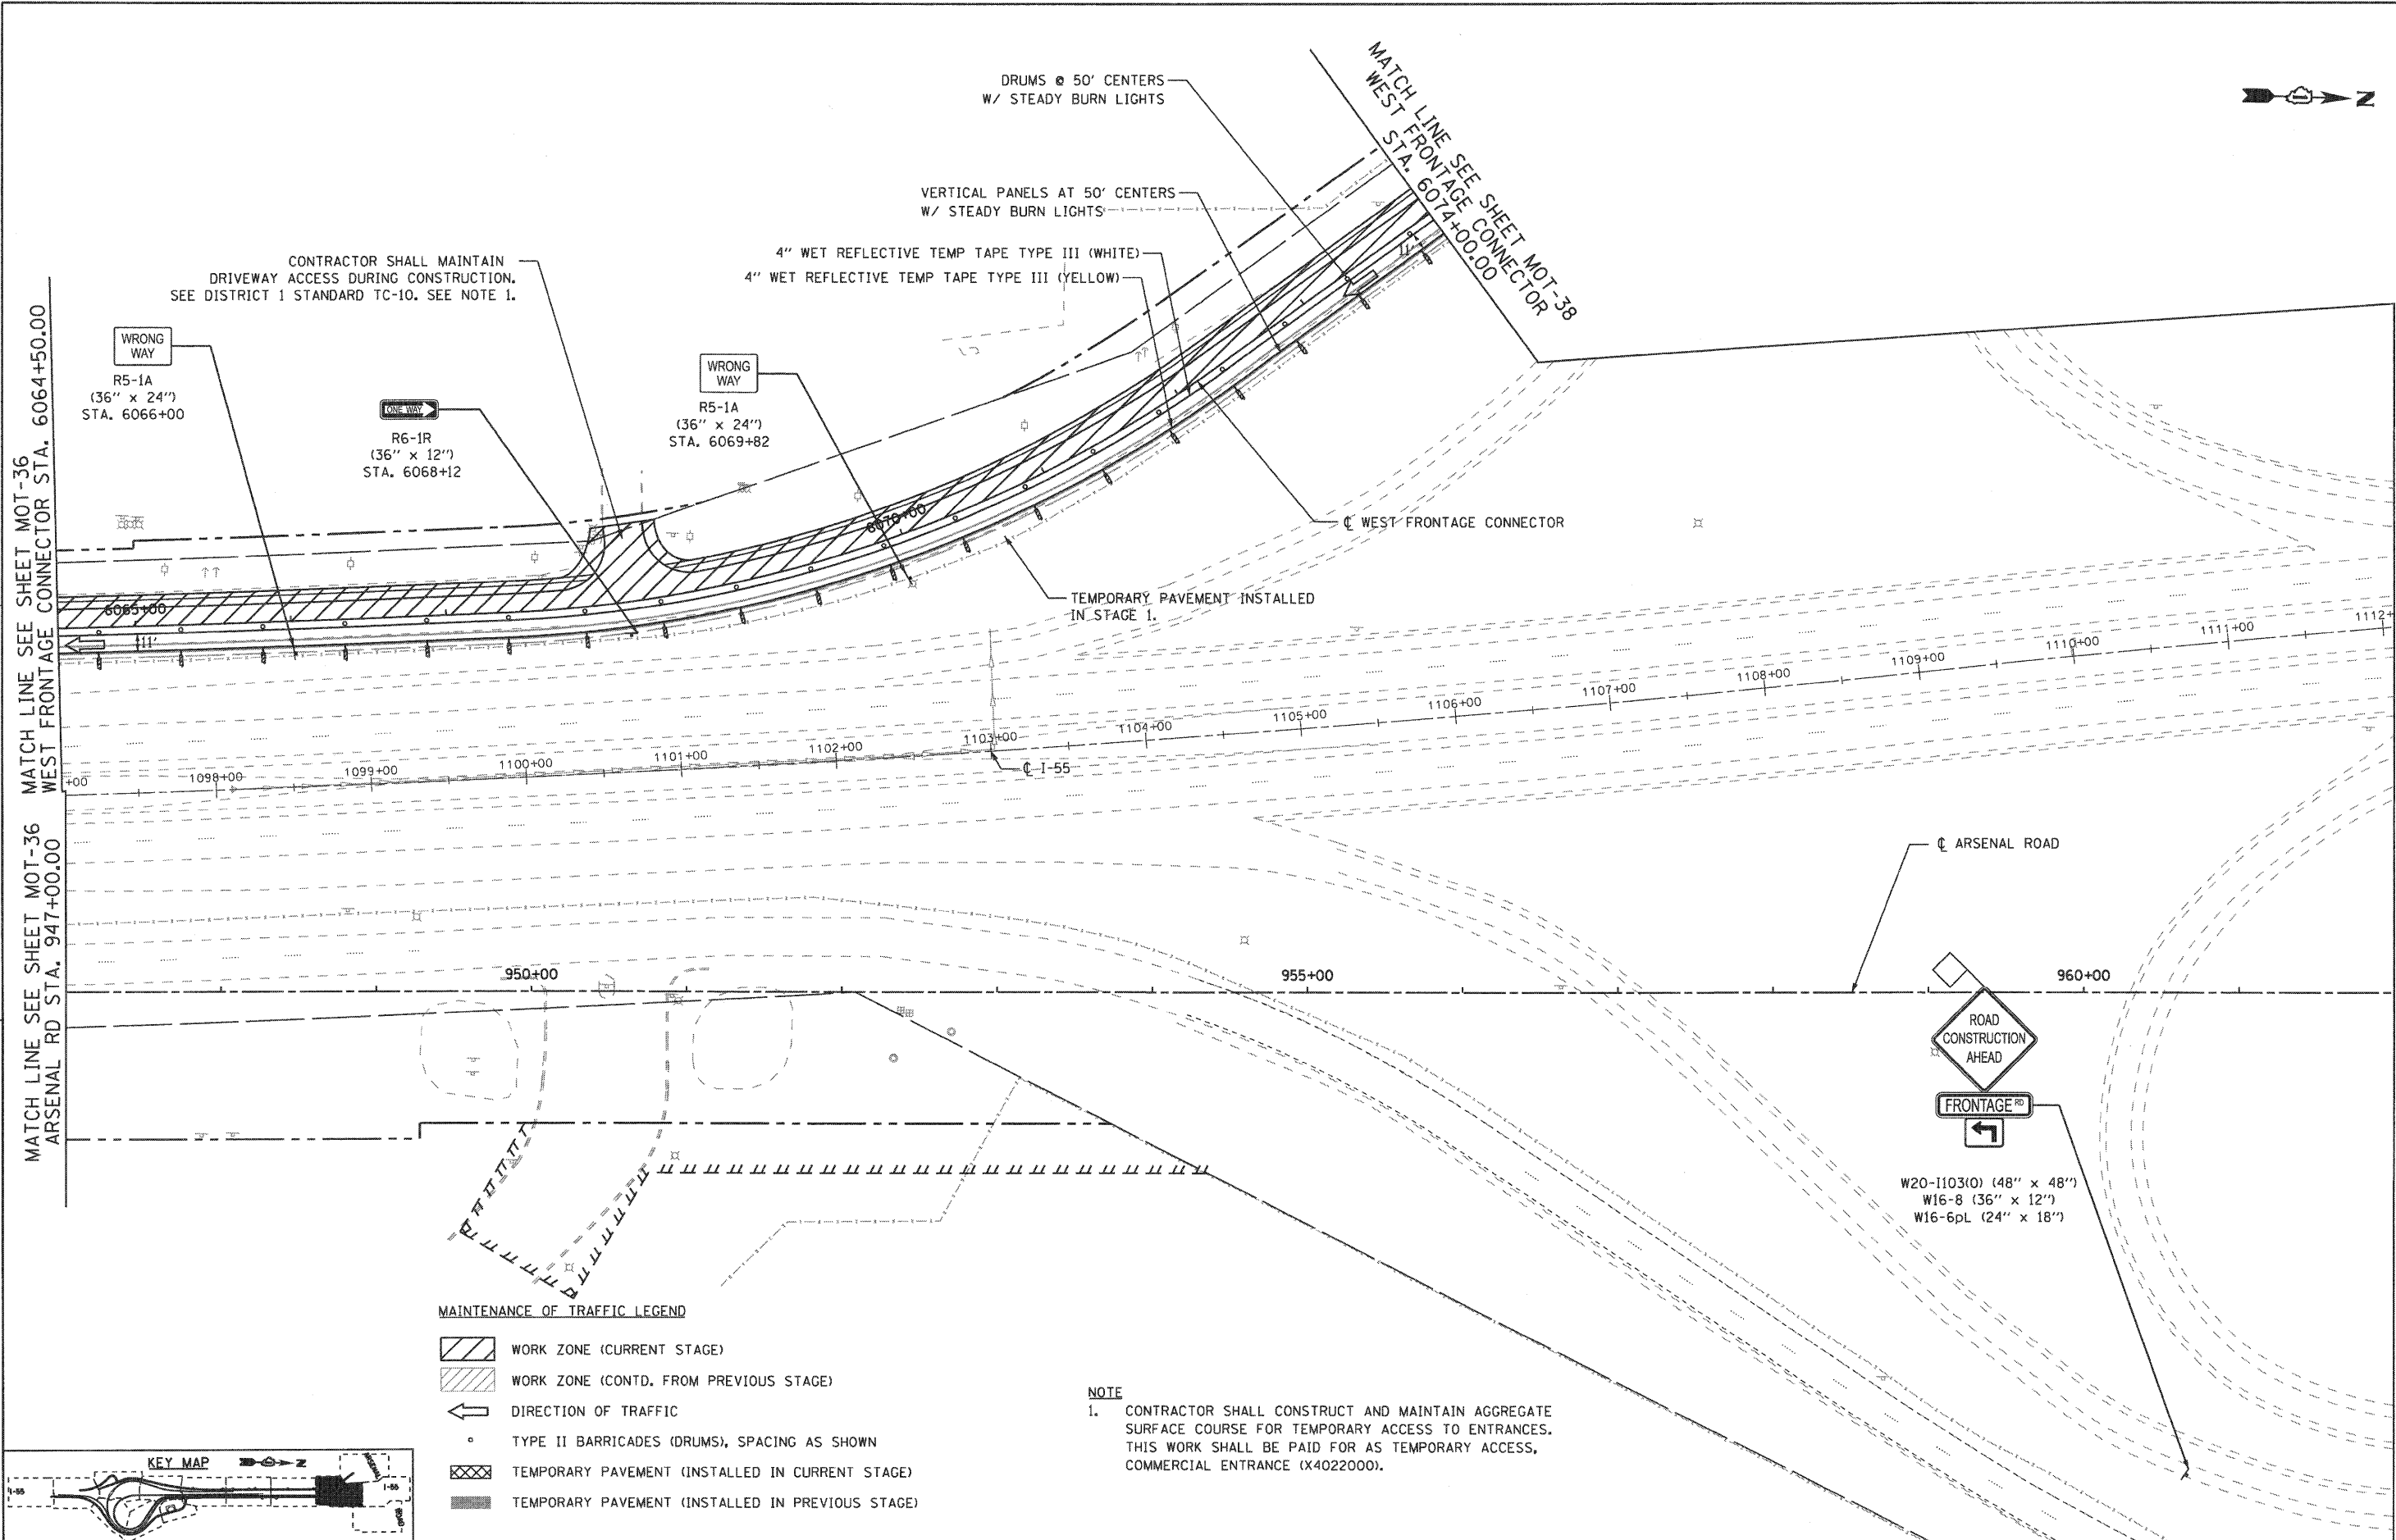 DRUMS @ 50' CENTERS
W/ STEADY BURN LIGHTS
MATCH LINE SEE SHEET MOT-38
WEST FRONTAGE CONNECTOR
STA. 6074+00.00
N
VERTICAL PANELS AT 50' CENTERS
W/ STEADY BURN LIGHTS
4" WET REFLECTIVE TEMP TAPE TYPE III (WHITE)
4" WET REFLECTIVE TEMP TAPE TYPE III (YELLOW)
11'
CONTRACTOR SHALL MAINTAIN
DRIVEWAY ACCESS DURING CONSTRUCTION.
SEE DISTRICT 1 STANDARD TC-10. SEE NOTE 1.
WRONG
WAY
R5-1A
(36" x 24")
STA. 6066+00
ONE WAY
R6-1R
(36" x 12")
STA. 6068+12
WRONG
WAY
R5-1A
(36" x 24")
STA. 6069+82
MATCH LINE SEE SHEET MOT-36
WEST FRONTAGE CONNECTOR STA. 6064+50.00
6065+00
6070+00
11'
℄ WEST FRONTAGE CONNECTOR
TEMPORARY PAVEMENT INSTALLED
IN STAGE 1.
+00
1098+00
1099+00
1100+00
1101+00
1102+00
1103+00
1104+00
1105+00
1106+00
1107+00
1108+00
1109+00
1110+00
1111+00
1112+
℄ I-55
MATCH LINE SEE SHEET MOT-36
ARSENAL RD STA. 947+00.00
℄ ARSENAL ROAD
950+00
955+00
960+00
ROAD
CONSTRUCTION
AHEAD
FRONTAGE RD
W20-I103(O) (48" x 48")
W16-8 (36" x 12")
W16-6pL (24" x 18")
MAINTENANCE OF TRAFFIC LEGEND
WORK ZONE (CURRENT STAGE)
WORK ZONE (CONTD. FROM PREVIOUS STAGE)
DIRECTION OF TRAFFIC
TYPE II BARRICADES (DRUMS), SPACING AS SHOWN
TEMPORARY PAVEMENT (INSTALLED IN CURRENT STAGE)
TEMPORARY PAVEMENT (INSTALLED IN PREVIOUS STAGE)
NOTE
1. CONTRACTOR SHALL CONSTRUCT AND MAINTAIN AGGREGATE
SURFACE COURSE FOR TEMPORARY ACCESS TO ENTRANCES.
THIS WORK SHALL BE PAID FOR AS TEMPORARY ACCESS,
COMMERCIAL ENTRANCE (X4022000).
KEY MAP
N
I-55
I-55
ROAD